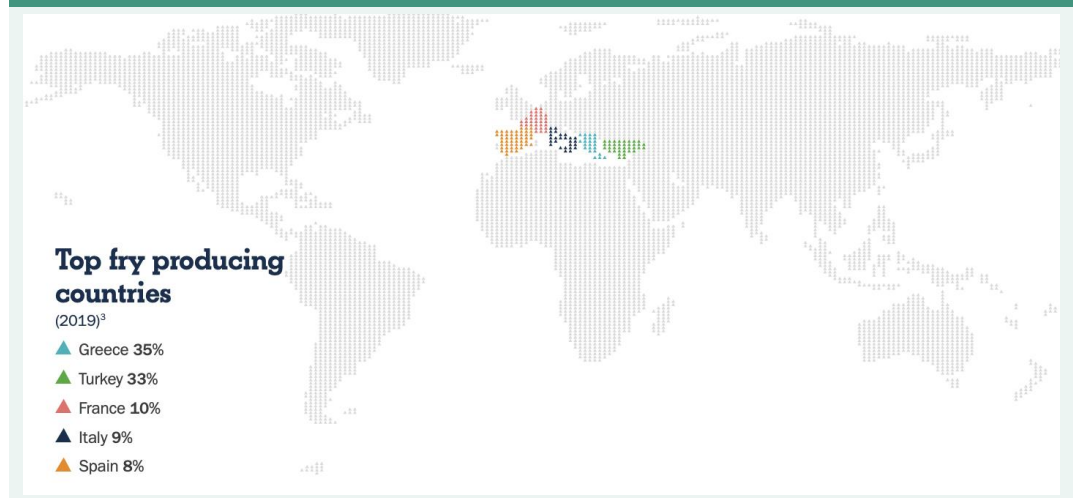 Top fry producing
countries
(2019)³
Greece 35%
Turkey 33%
France 10%
Italy 9%
Spain 8%